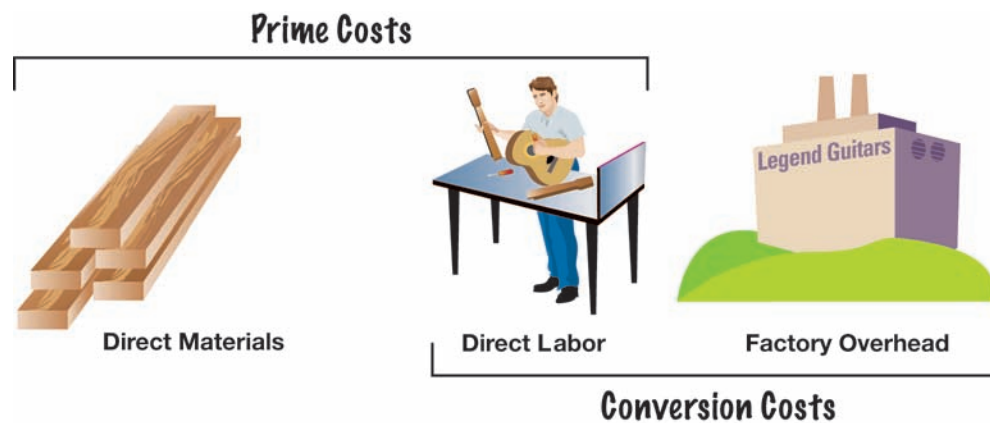 Prime Costs
Legend Guitars
Direct Materials
Direct Labor
Factory Overhead
Conversion Costs